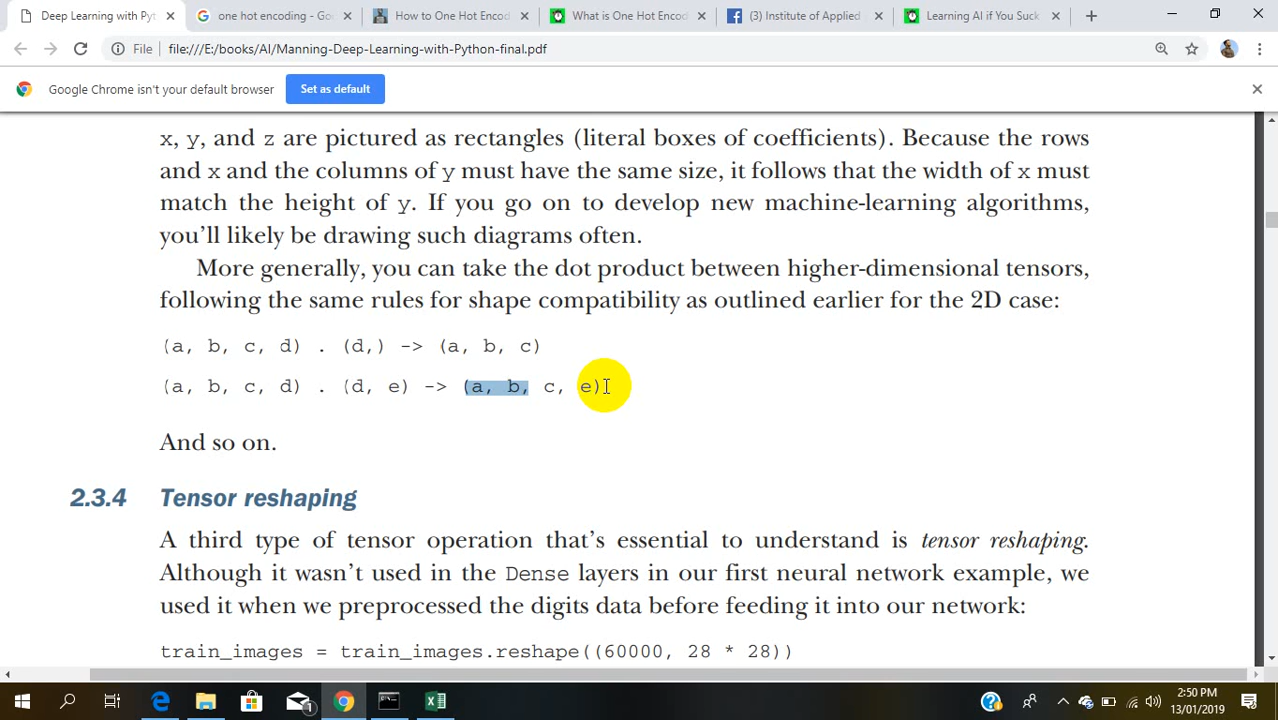 Deep Learning with Pyt
one hot encoding - Goo
How to One Hot Encod
What is One Hot Encod
(3) Institute of Applied
Learning AI if You Suck
File file:///E:/books/AI/Manning-Deep-Learning-with-Python-final.pdf
Google Chrome isn't your default browser Set as default
x, y, and z are pictured as rectangles (literal boxes of coefficients). Because the rows
and x and the columns of y must have the same size, it follows that the width of x must
match the height of y. If you go on to develop new machine-learning algorithms,
you'll likely be drawing such diagrams often.
More generally, you can take the dot product between higher-dimensional tensors,
following the same rules for shape compatibility as outlined earlier for the 2D case:
(a, b, c, d) . (d,) -> (a, b, c)
(a, b, c, d) . (d, e) -> (a, b, c, e)
And so on.
2.3.4 Tensor reshaping
A third type of tensor operation that's essential to understand is tensor reshaping.
Although it wasn't used in the Dense layers in our first neural network example, we
used it when we preprocessed the digits data before feeding it into our network:
train_images = train_images.reshape((60000, 28 * 28))
2:50 PM
13/01/2019